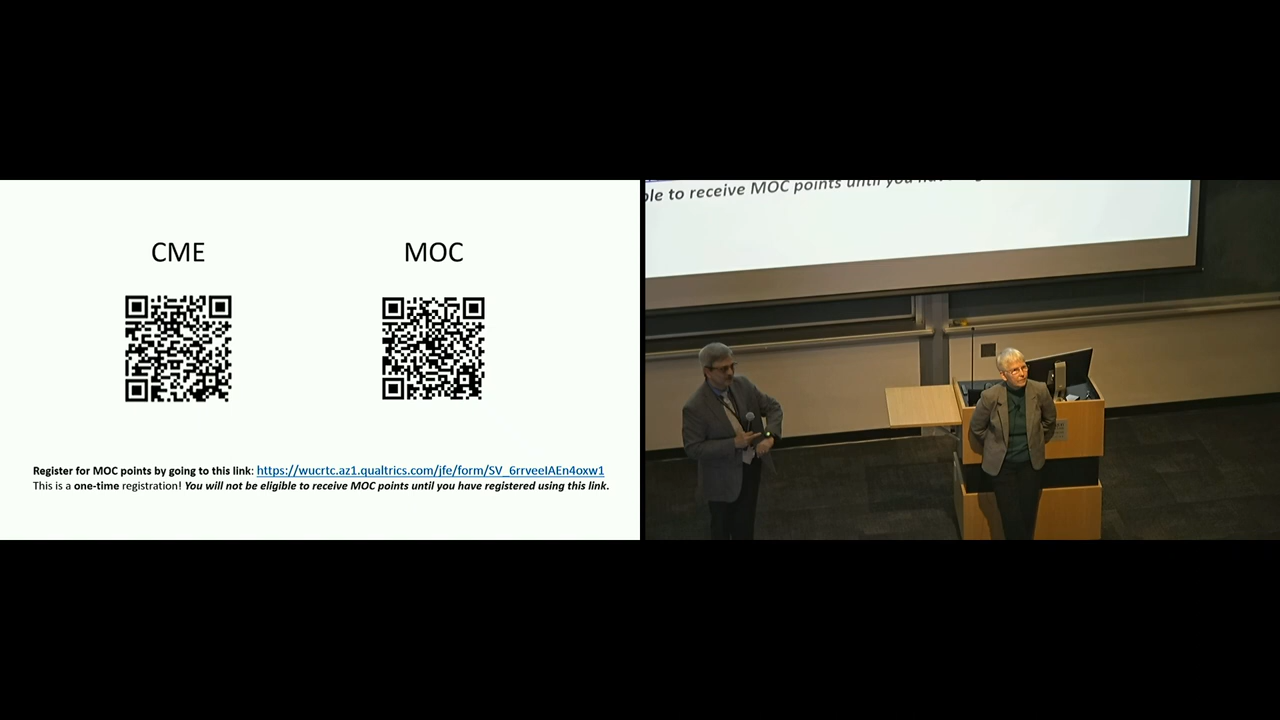 CME
MOC
Register for MOC points by going to this link: https://wucrtc.az1.qualtrics.com/jfe/form/SV_6rrveeIAEn4oxw1
This is a one-time registration! You will not be eligible to receive MOC points until you have registered using this link.
to receive MOC points until you